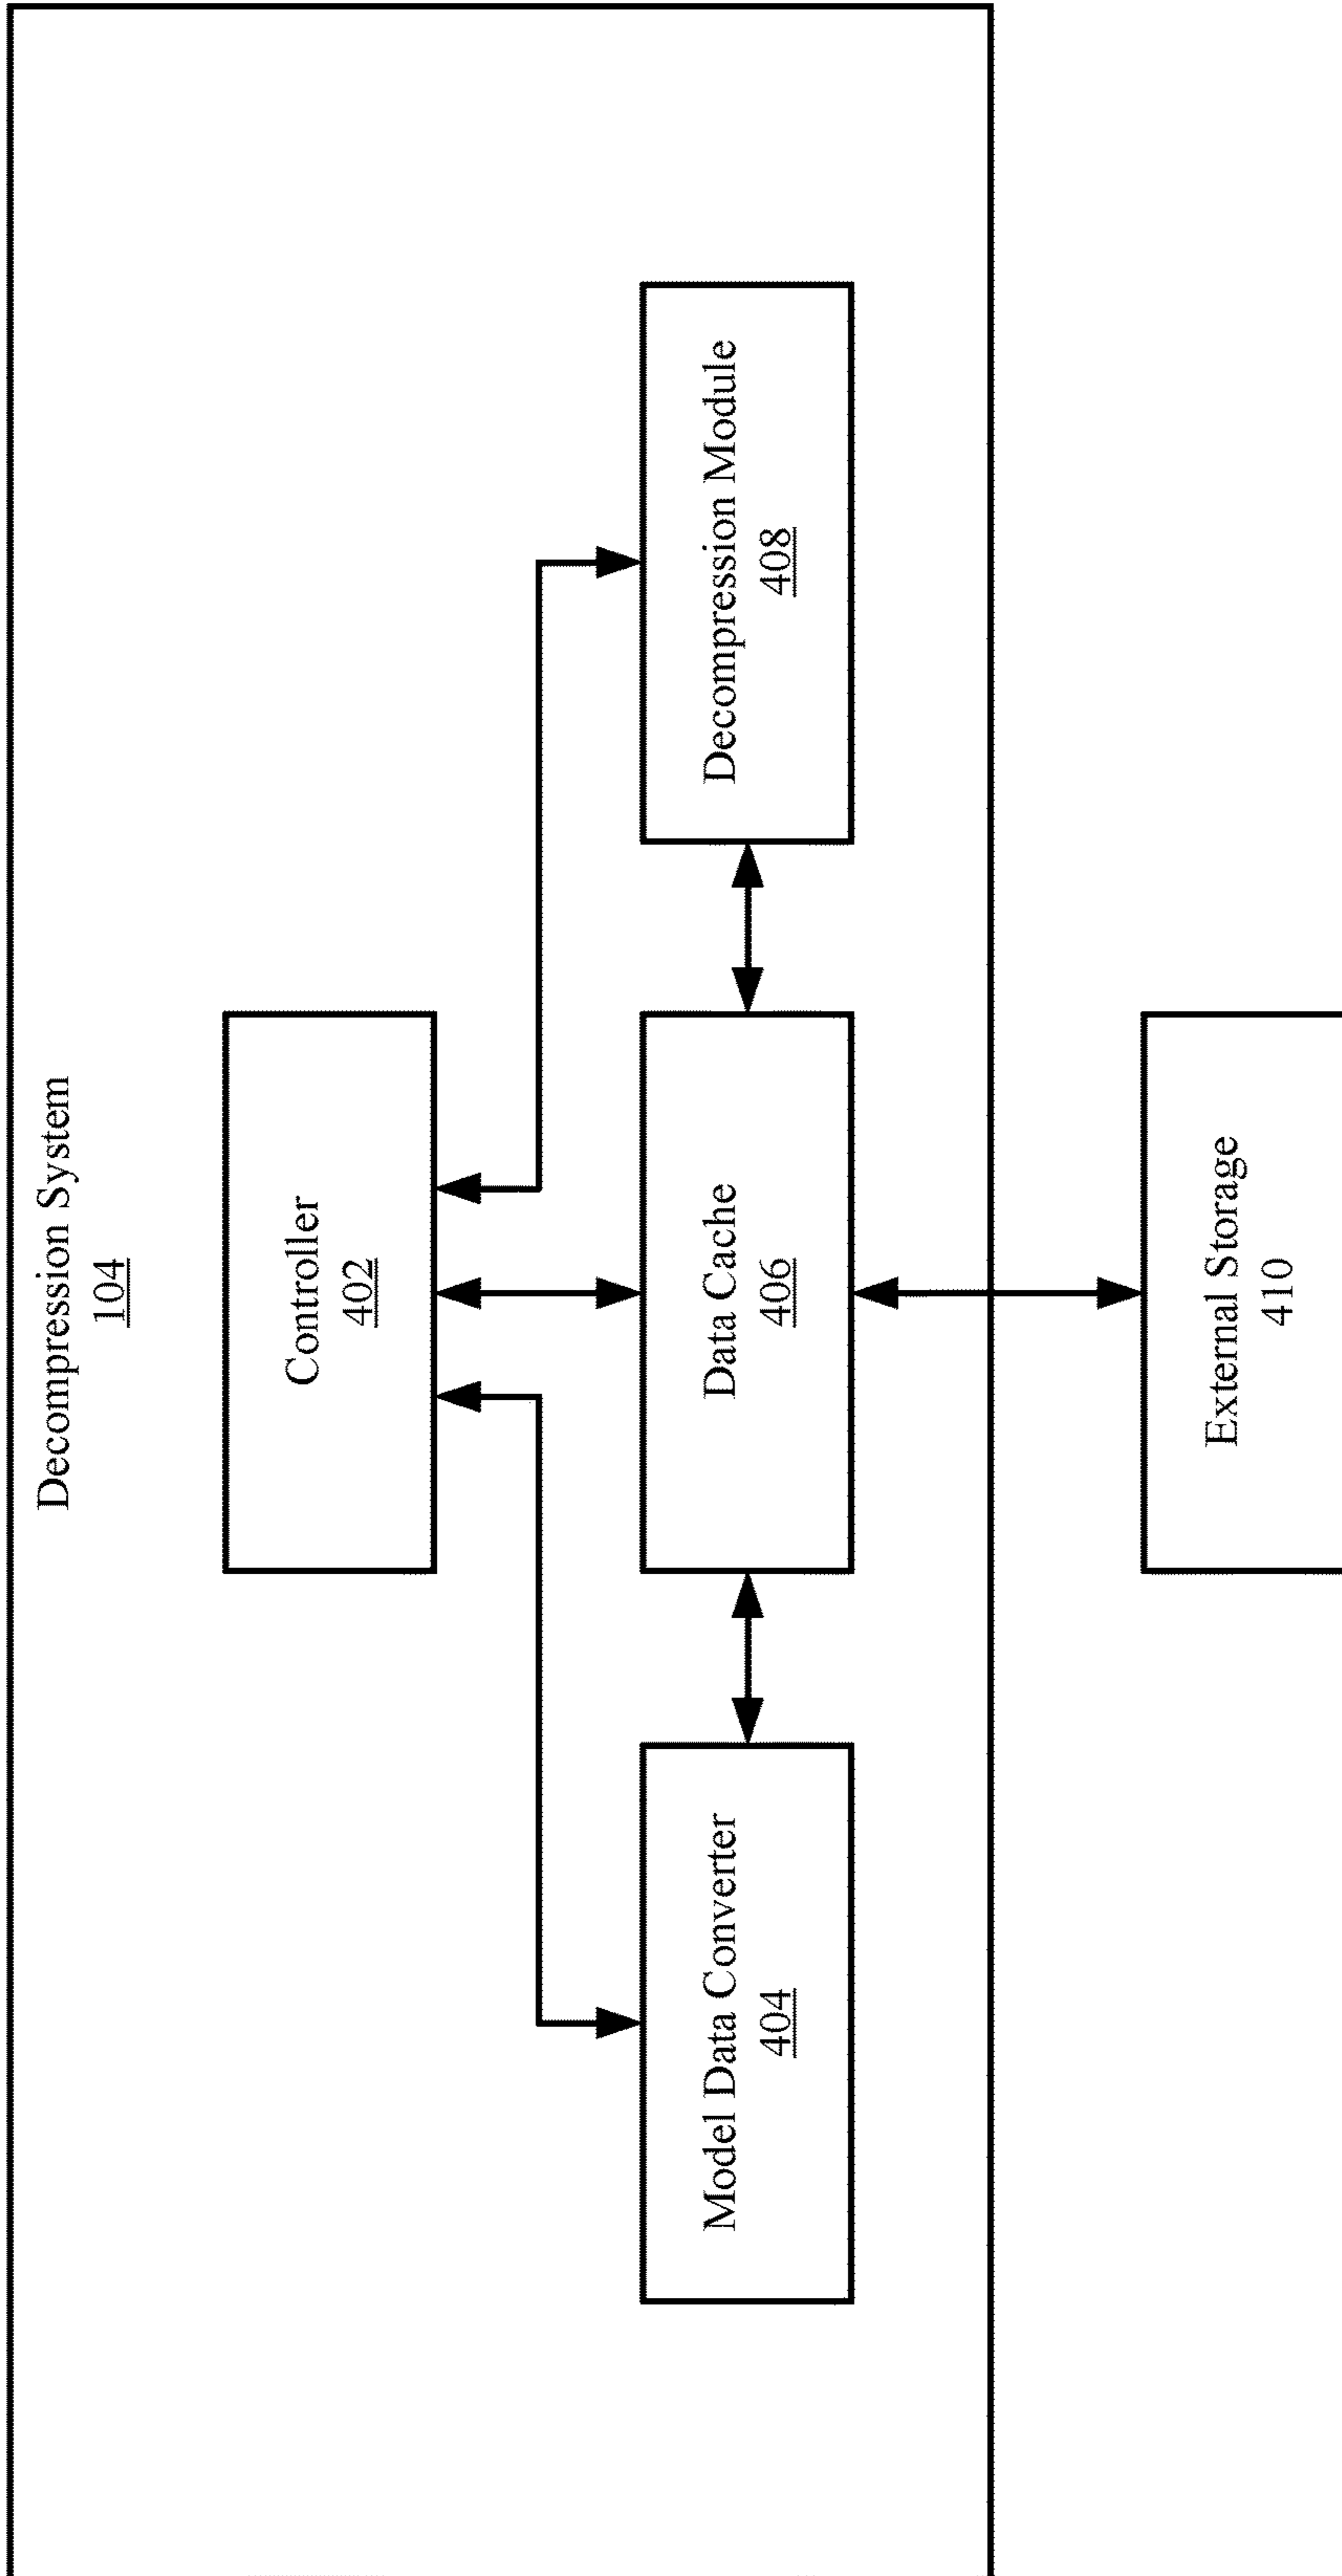 Decompression System
104
Controller
402
Model Data Converter
404
Data Cache
406
Decompression Module
408
External Storage
410